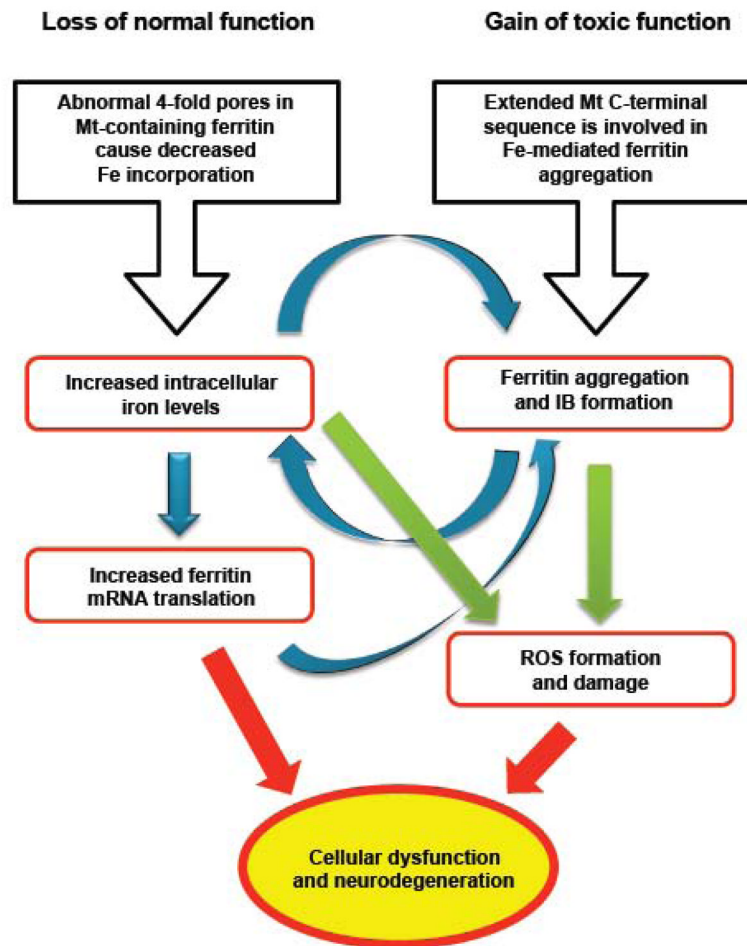 Loss of normal function
Gain of toxic function
Abnormal 4-fold pores in
Mt-containing ferritin
cause decreased
Fe incorporation
Extended Mt C-terminal
sequence is involved in
Fe-mediated ferritin
aggregation
Increased intracellular
iron levels
Ferritin aggregation
and IB formation
Increased ferritin
mRNA translation
ROS formation
and damage
Cellular dysfunction
and neurodegeneration